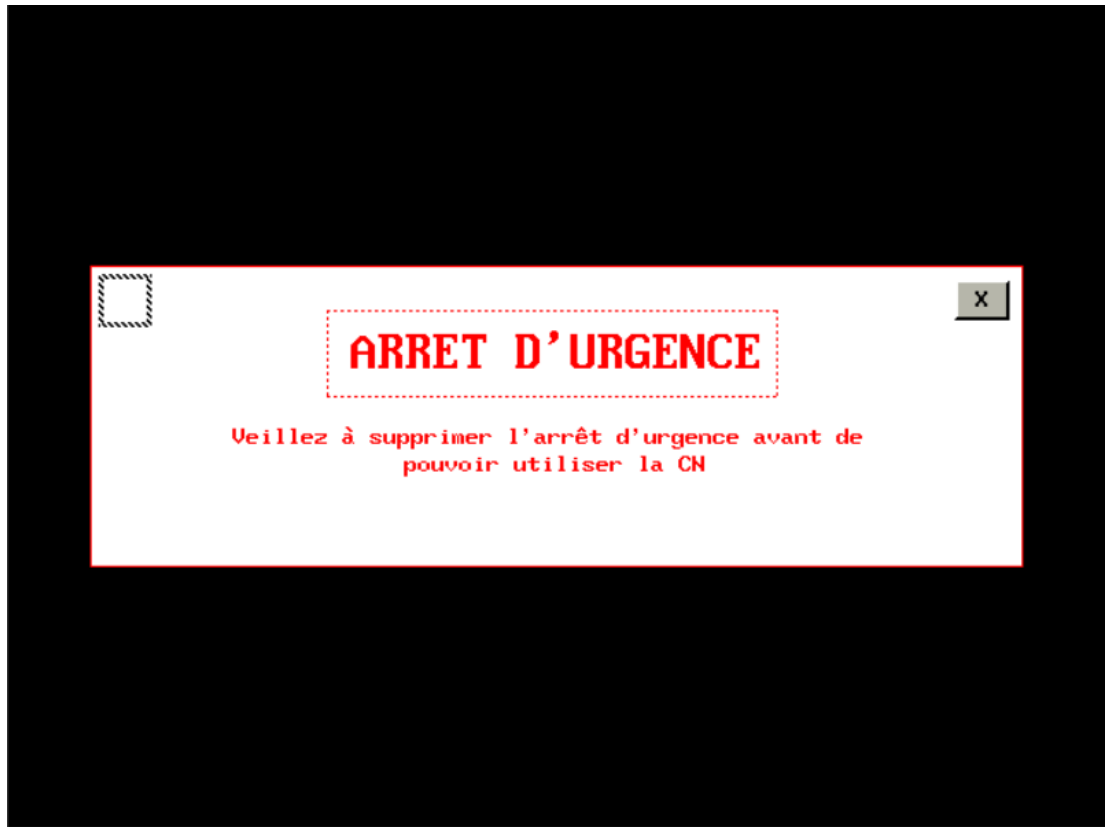 X
ARRET D'URGENCE
Veillez à supprimer l'arrêt d'urgence avant de
pouvoir utiliser la CN